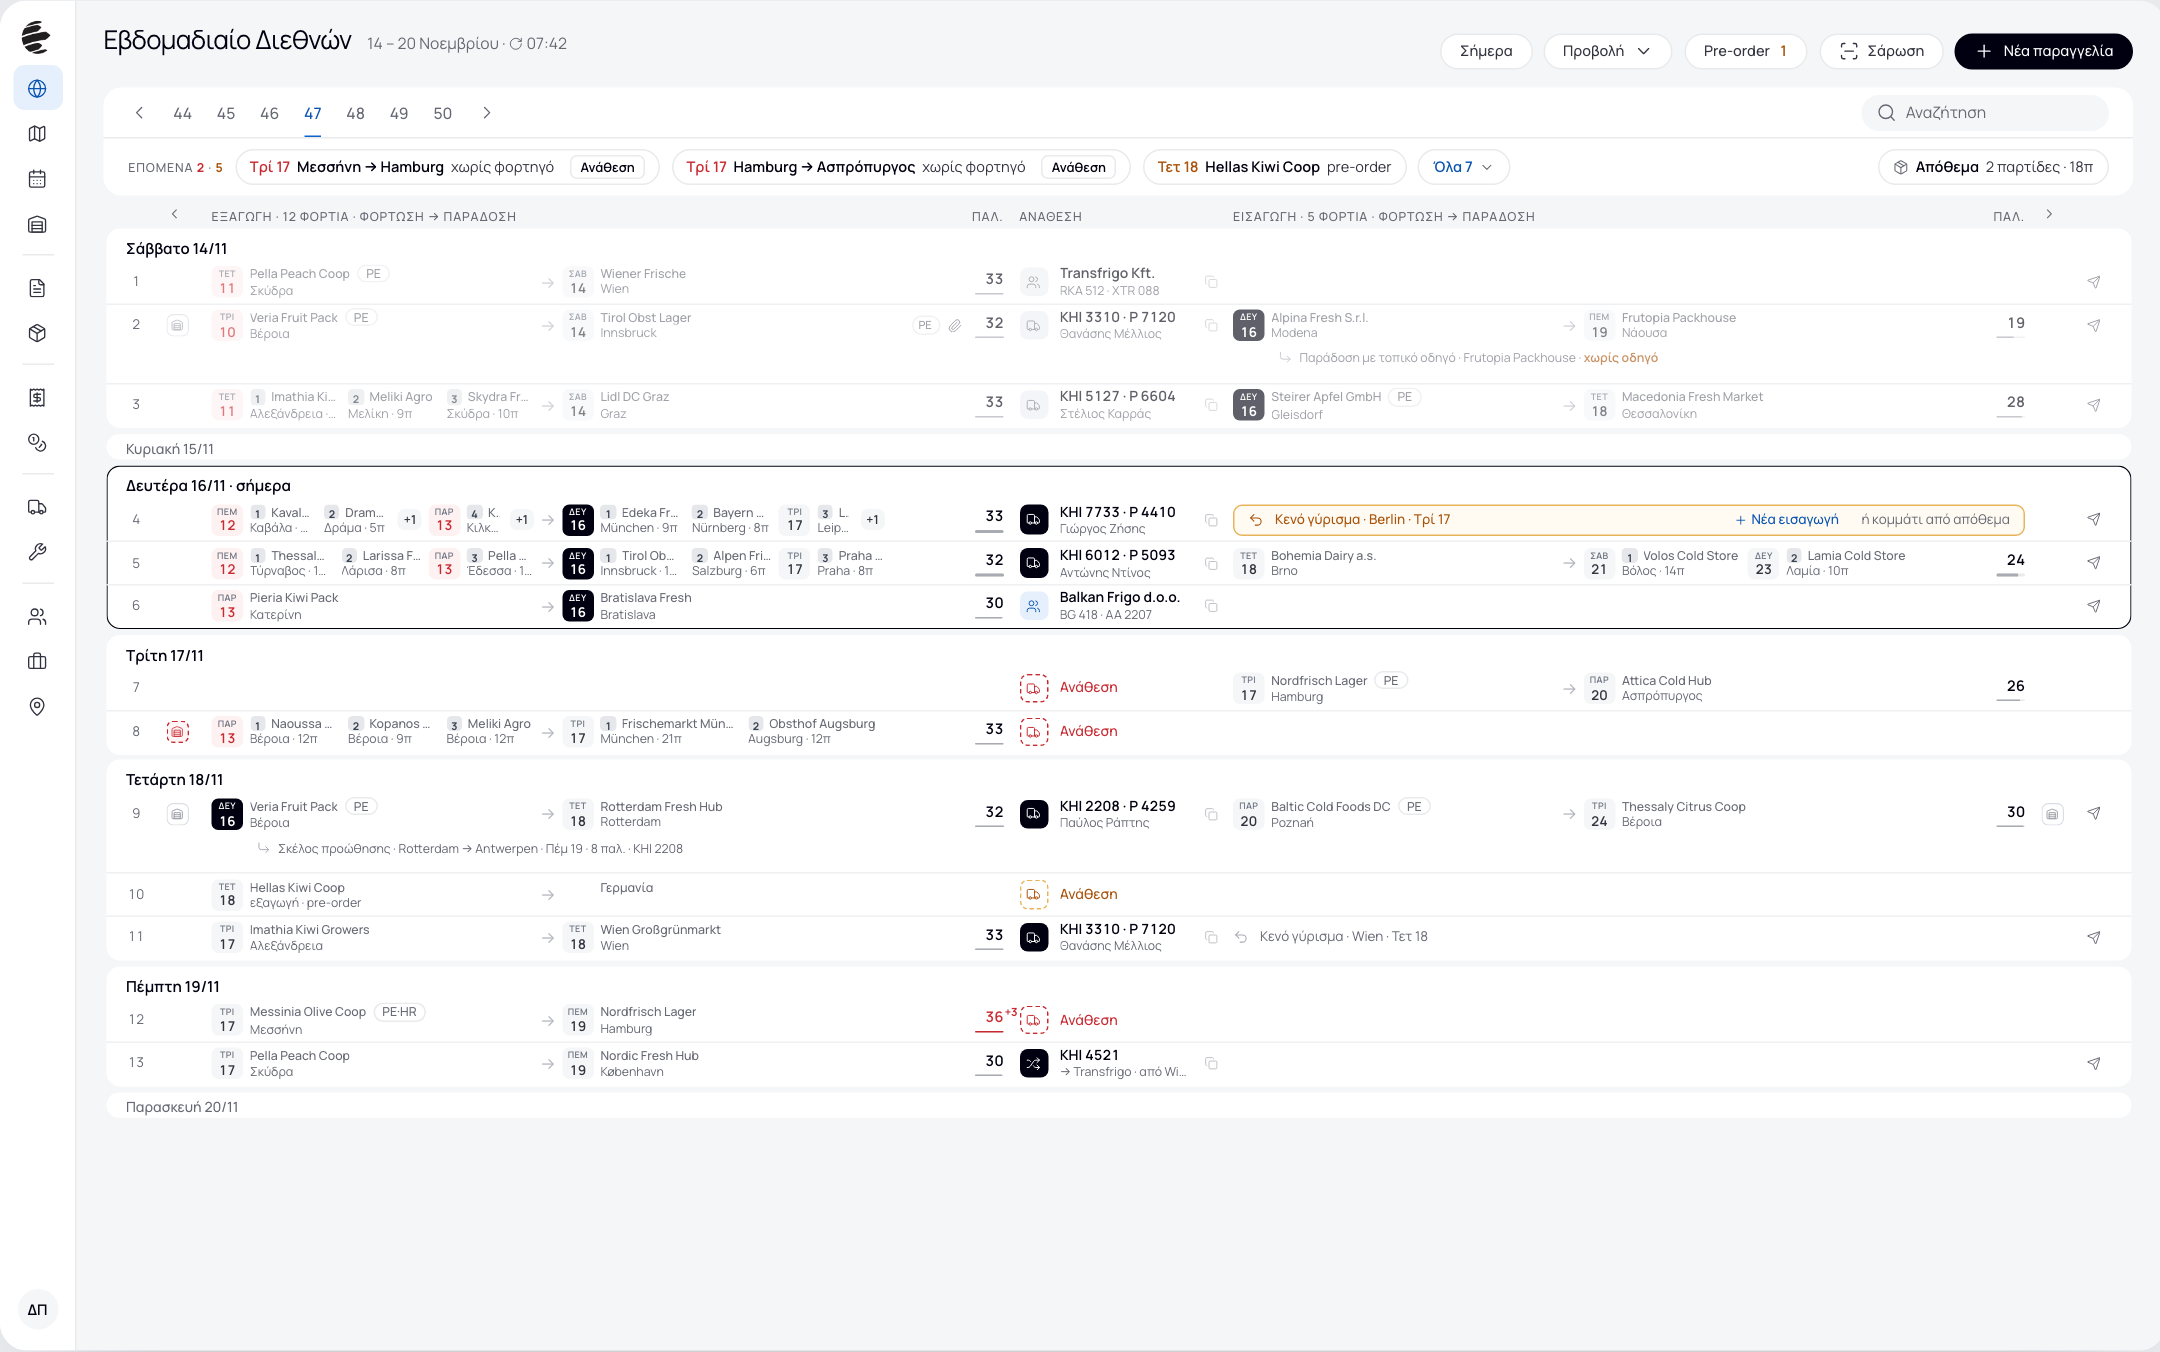 Εβδομαδιαίο Διεθνών 14 – 20 Νοεμβρίου · 07:42
Σήμερα Προβολή Pre-order 1 Σάρωση Νέα παραγγελία
44 45 46 47 48 49 50 Αναζήτηση
ΕΠΟΜΕΝΑ 2 · 5 Τρί 17 Μεσσήνη → Hamburg χωρίς φορτηγό Ανάθεση Τρί 17 Hamburg → Ασπρόπυργος χωρίς φορτηγό Ανάθεση Τετ 18 Hellas Kiwi Coop pre-order Όλα 7 Απόθεμα 2 παρτίδες · 18π
ΕΞΑΓΩΓΗ · 12 ΦΟΡΤΙΑ · ΦΟΡΤΩΣΗ → ΠΑΡΑΔΟΣΗ ΠΑΛ. ΑΝΑΘΕΣΗ ΕΙΣΑΓΩΓΗ · 5 ΦΟΡΤΙΑ · ΦΟΡΤΩΣΗ → ΠΑΡΑΔΟΣΗ ΠΑΛ.
Σάββατο 14/11
1 ΤΕΤ 11 Pella Peach Coop PE → ΣΑΒ 14 Wiener Frische 33 Transfrigo Kft.
Σκύδρα Wien RKA 512 · XTR 088
2 ΤΡΙ 10 Veria Fruit Pack PE → ΣΑΒ 14 Tirol Obst Lager PE 32 KHI 3310 · P 7120 ΔΕΥ 16 Alpina Fresh S.r.l. → ΠΕΜ 19 Frutopia Packhouse 19
Βέροια Innsbruck Θανάσης Μέλλιος Modena Νάουσα
Παράδοση με τοπικό οδηγό · Frutopia Packhouse · χωρίς οδηγό
3 ΤΕΤ 11 1 Imathia Ki... 2 Meliki Agro 3 Skydra Fr... → ΣΑΒ 14 Lidl DC Graz 33 KHI 5127 · P 6604 ΔΕΥ 16 Steirer Apfel GmbH PE → ΤΕΤ 18 Macedonia Fresh Market 28
Αλεξάνδρεια ·... Μελίκη · 9π Σκύδρα · 10π Graz Στέλιος Καρράς Gleisdorf Θεσσαλονίκη
Κυριακή 15/11
Δευτέρα 16/11 · σήμερα
4 ΠΕΜ 12 1 Kaval... 2 Dram... +1 ΠΑΡ 13 4 K. +1 → ΔΕΥ 16 1 Edeka Fr... 2 Bayern ... ΤΡΙ 17 3 L. +1 33 KHI 7733 · P 4410 Κενό γύρισμα · Berlin · Τρί 17 + Νέα εισαγωγή ή κομμάτι από απόθεμα
Καβάλα · ... Δράμα · 5π Κιλκ... München · 9π Nürnberg · 8π Leip... Γιώργος Ζήσης
5 ΠΕΜ 12 1 Thessal... 2 Larissa F... ΠΑΡ 13 3 Pella ... → ΔΕΥ 16 1 Tirol Ob... 2 Alpen Fri... ΤΡΙ 17 3 Praha ... 32 KHI 6012 · P 5093 ΤΕΤ 18 Bohemia Dairy a.s. → ΣΑΒ 21 1 Volos Cold Store ΔΕΥ 23 2 Lamia Cold Store 24
Τύρναβος · 1... Λάρισα · 8π Έδεσσα · 1... Innsbruck · 1... Salzburg · 6π Praha · 8π Αντώνης Ντίνος Brno Βόλος · 14π Λαμία · 10π
6 ΠΑΡ 13 Pieria Kiwi Pack → ΔΕΥ 16 Bratislava Fresh 30 Balkan Frigo d.o.o.
Κατερίνη Bratislava BG 418 · AA 2207
Τρίτη 17/11
7 Ανάθεση ΤΡΙ 17 Nordfrisch Lager PE → ΠΑΡ 20 Attica Cold Hub 26
Hamburg Ασπρόπυργος
8 ΠΑΡ 13 1 Naoussa ... 2 Kopanos ... 3 Meliki Agro → ΤΡΙ 17 1 Frischemarkt Mün... 2 Obsthof Augsburg 33 Ανάθεση
Βέροια · 12π Βέροια · 9π Βέροια · 12π München · 21π Augsburg · 12π
Τετάρτη 18/11
9 ΔΕΥ 16 Veria Fruit Pack PE → ΤΕΤ 18 Rotterdam Fresh Hub 32 KHI 2208 · P 4259 ΠΑΡ 20 Baltic Cold Foods DC PE → ΤΡΙ 24 Thessaly Citrus Coop 30
Βέροια Rotterdam Παύλος Ράπτης Poznań Βέροια
Σκέλος προώθησης · Rotterdam → Antwerpen · Πέμ 19 · 8 παλ. · KHI 2208
10 ΤΕΤ 18 Hellas Kiwi Coop → Γερμανία Ανάθεση
εξαγωγή · pre-order
11 ΤΡΙ 17 Imathia Kiwi Growers → ΤΕΤ 18 Wien Großgrünmarkt 33 KHI 3310 · P 7120 Κενό γύρισμα · Wien · Τετ 18
Αλεξάνδρεια Wien Θανάσης Μέλλιος
Πέμπτη 19/11
12 ΤΡΙ 17 Messinia Olive Coop PE·HR → ΠΕΜ 19 Nordfrisch Lager 36 +3 Ανάθεση
Μεσσήνη Hamburg
13 ΤΡΙ 17 Pella Peach Coop → ΠΕΜ 19 Nordic Fresh Hub 30 KHI 4521
Σκύδρα København → Transfrigo · από Wi...
Παρασκευή 20/11
ΔΠ